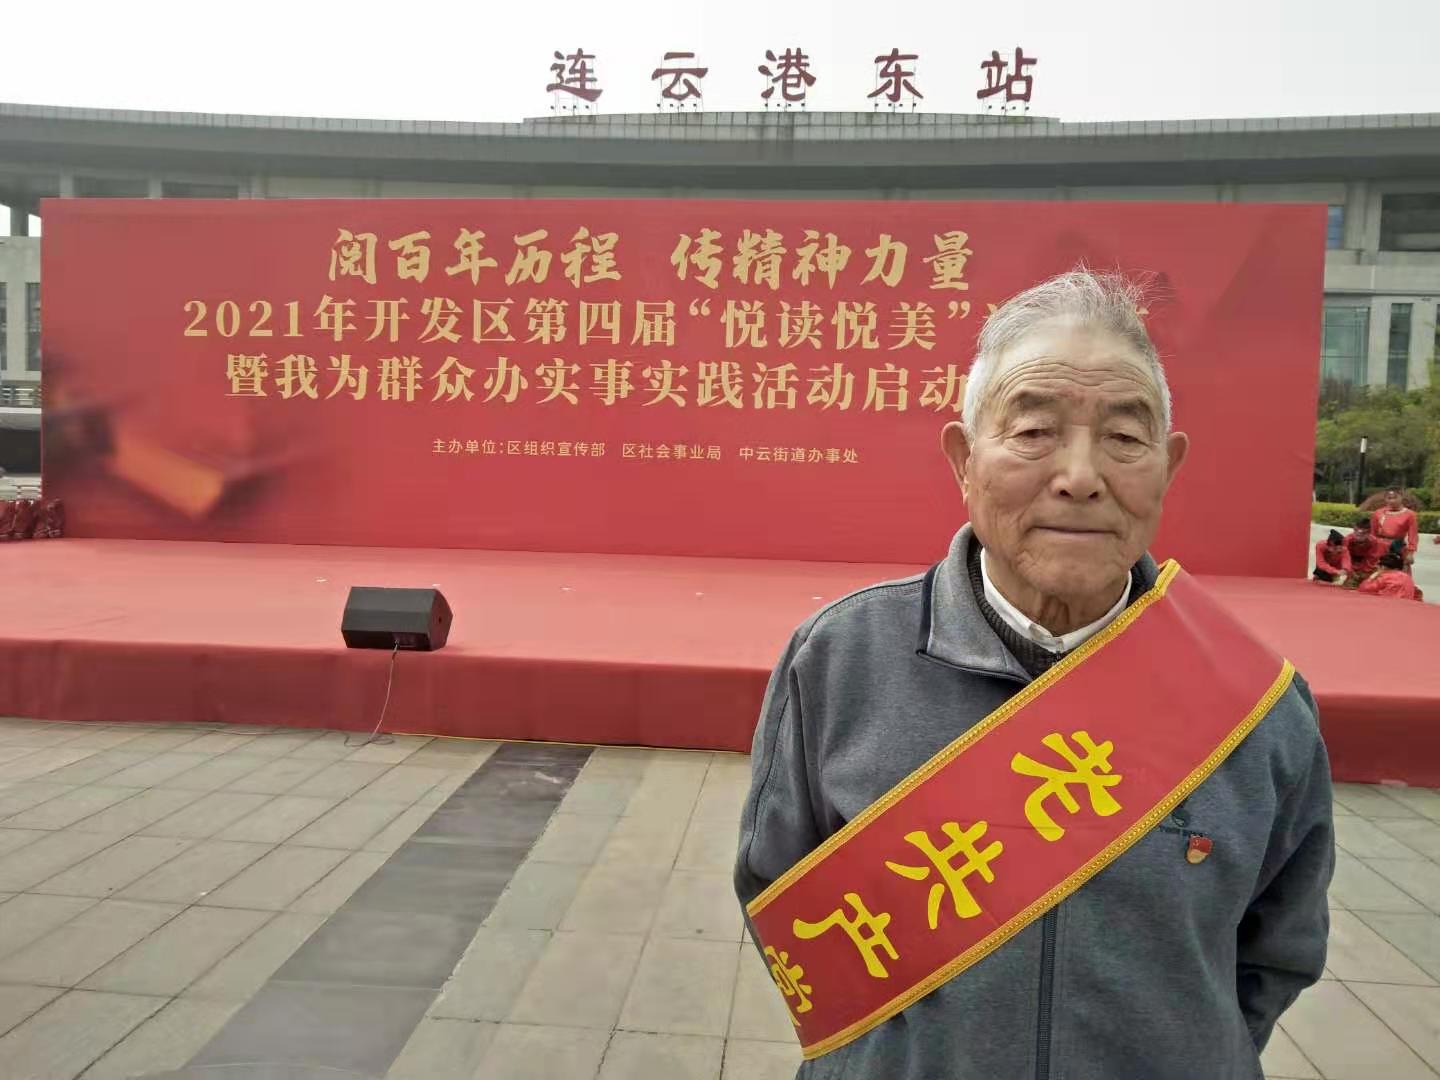 连云港东站
阅百年历程 传精神力量
2021年开发区第四届“悦读悦美”
暨我为群众办实事实践活动启动
主办单位:区组织宣传部 区社会事业局 中云街道办事处
老共产党